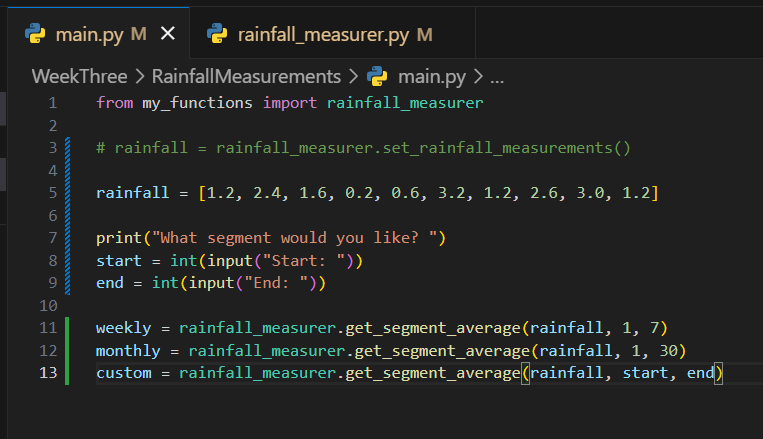 main.py M ✕ rainfall_measurer.py M
WeekThree > RainfallMeasurements > main.py > ...
1 from my_functions import rainfall_measurer
2
3 # rainfall = rainfall_measurer.set_rainfall_measurements()
4
5 rainfall = [1.2, 2.4, 1.6, 0.2, 0.6, 3.2, 1.2, 2.6, 3.0, 1.2]
6
7 print("What segment would you like? ")
8 start = int(input("Start: "))
9 end = int(input("End: "))
10
11 weekly = rainfall_measurer.get_segment_average(rainfall, 1, 7)
12 monthly = rainfall_measurer.get_segment_average(rainfall, 1, 30)
13 custom = rainfall_measurer.get_segment_average(rainfall, start, end)